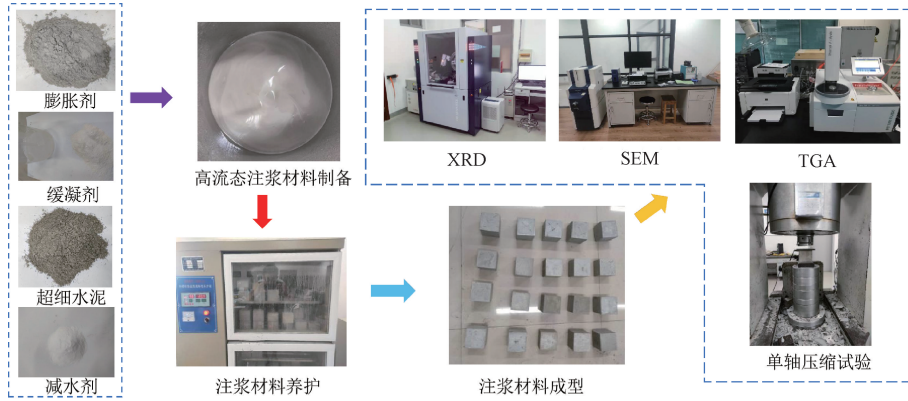 膨胀剂
缓凝剂
超细水泥
减水剂
高流态注浆材料制备
注浆材料养护
注浆材料成型
XRD
SEM
TGA
单轴压缩试验